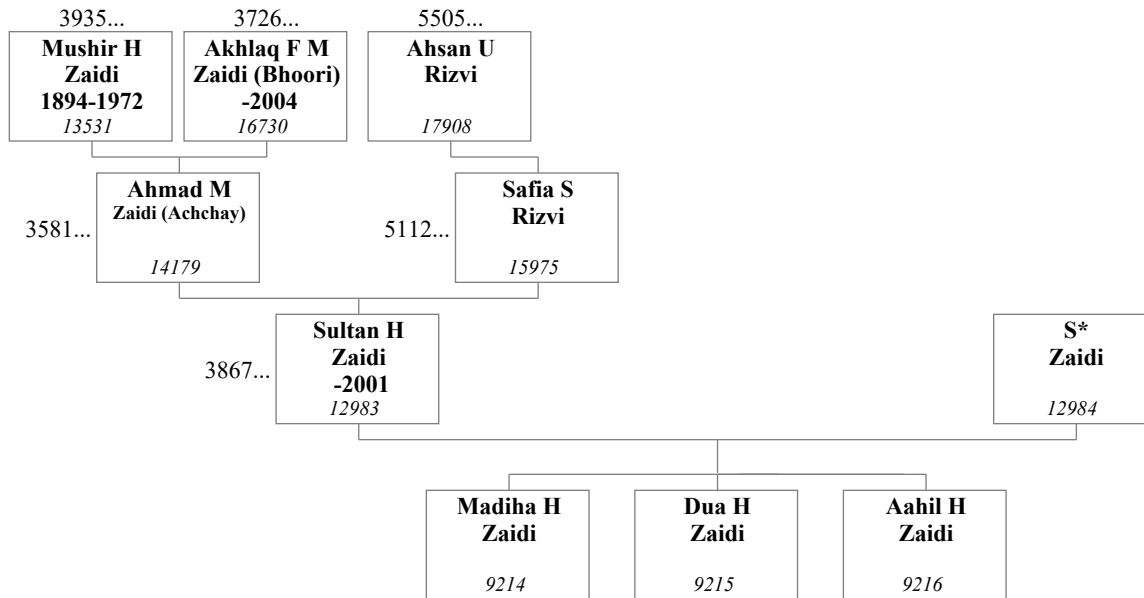 3935...
3726...
5505...
Mushir H
Zaidi
1894-1972
13531
Akhlaq F M
Zaidi (Bhoori)
-2004
16730
Ahsan U
Rizvi
17908
3581...
Ahmad M
Zaidi (Achchay)
14179
5112...
Safia S
Rizvi
15975
3867...
Sultan H
Zaidi
-2001
12983
S*
Zaidi
12984
Madiha H
Zaidi
9214
Dua H
Zaidi
9215
Aahil H
Zaidi
9216